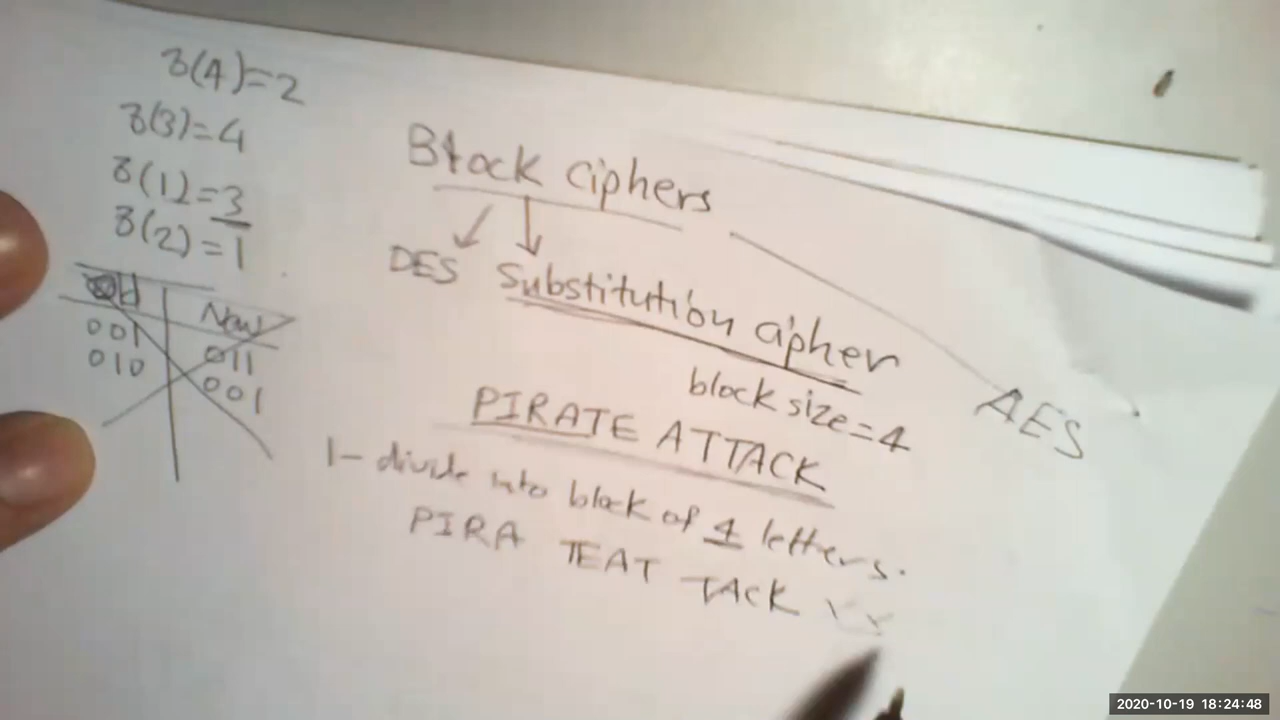 3(4)=2
3(3)=4
3(1)=3
3(2)=1
Old New
001 011
010 001
Block ciphers
DES Substitution cipher AES
block size=4
PIRATE ATTACK
1- divide into block of 4 letters.
PIRA TEAT TACK
2020-10-19 18:24:48